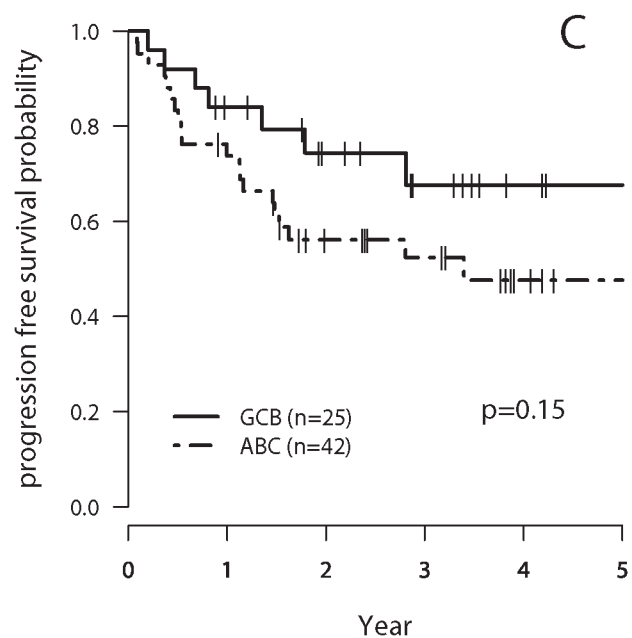 C
progression free survival probability
1.0
0.8
0.6
0.4
0.2
0.0
GCB (n=25)
ABC (n=42)
p=0.15
0 1 2 3 4 5
Year